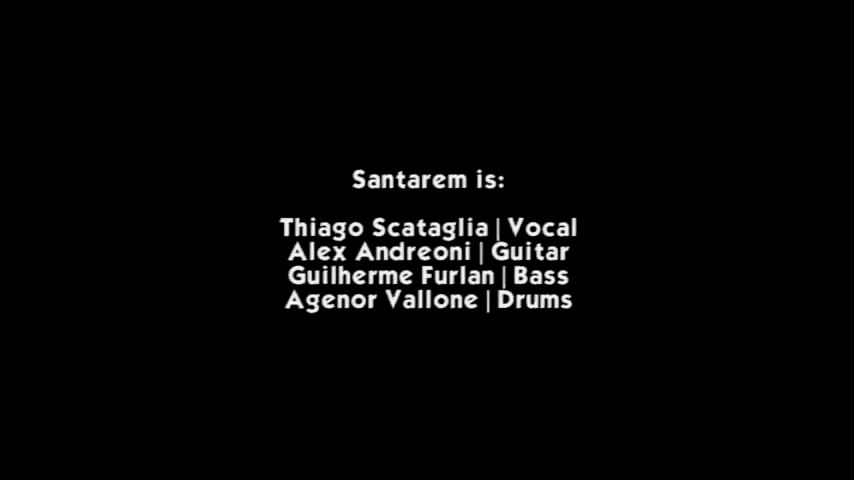 Santarem is:
Thiago Scataglia | Vocal
Alex Andreoni | Guitar
Guilherme Furlan | Bass
Agenor Vallone | Drums